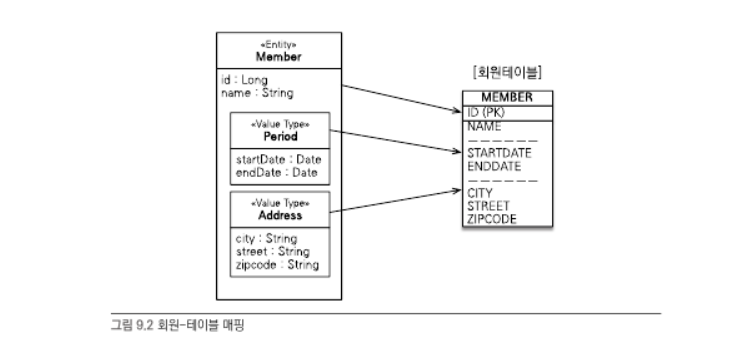 «Entity»
Member
id : Long
name : String
«Value Type»
Period
startDate : Date
endDate : Date
«Value Type»
Address
city : String
street : String
zipcode : String
[회원테이블]
MEMBER
ID (PK)
NAME
STARTDATE
ENDDATE
CITY
STREET
ZIPCODE
그림 9.2 회원-테이블 매핑